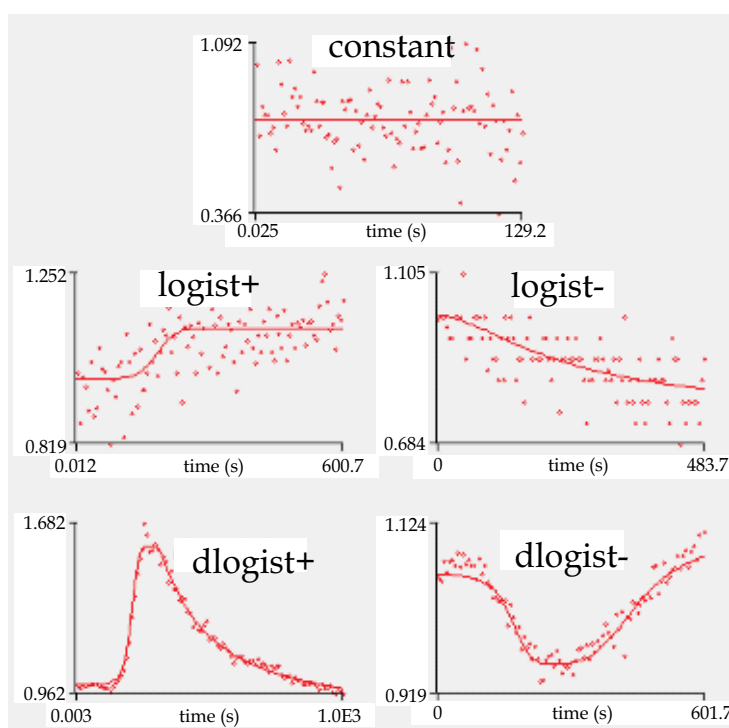 1.092
constant
0.366
0.025 time (s) 129.2
1.252
logist+
0.819
0.012 time (s) 600.7
1.105
logist-
0.684
0 time (s) 483.7
1.682
dlogist+
0.962
0.003 time (s) 1.0E3
1.124
dlogist-
0.919
0 time (s) 601.7